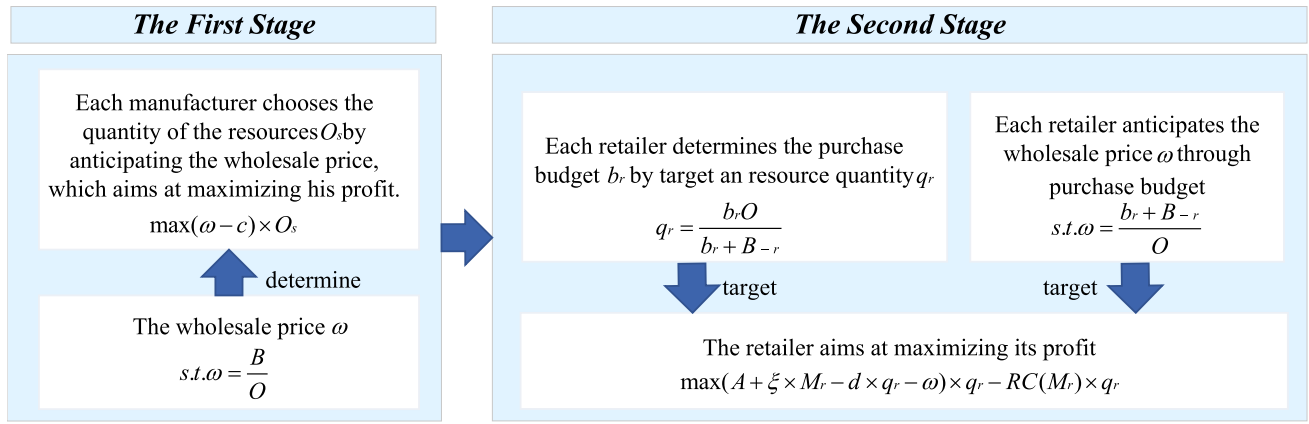 The First Stage
Each manufacturer chooses the
quantity of the resources Osby
anticipating the wholesale price,
which aims at maximizing his profit.
max(ω − c) × Os
determine
The wholesale price ω
s.t.ω = B / O
The Second Stage
Each retailer determines the purchase
budget br by target an resource quantity qr
qr = brO / (br + B − r)
target
Each retailer anticipates the
wholesale price ω through
purchase budget
s.t.ω = (br + B − r) / O
target
The retailer aims at maximizing its profit
max(A + ξ × Mr − d × qr − ω) × qr − RC(Mr) × qr